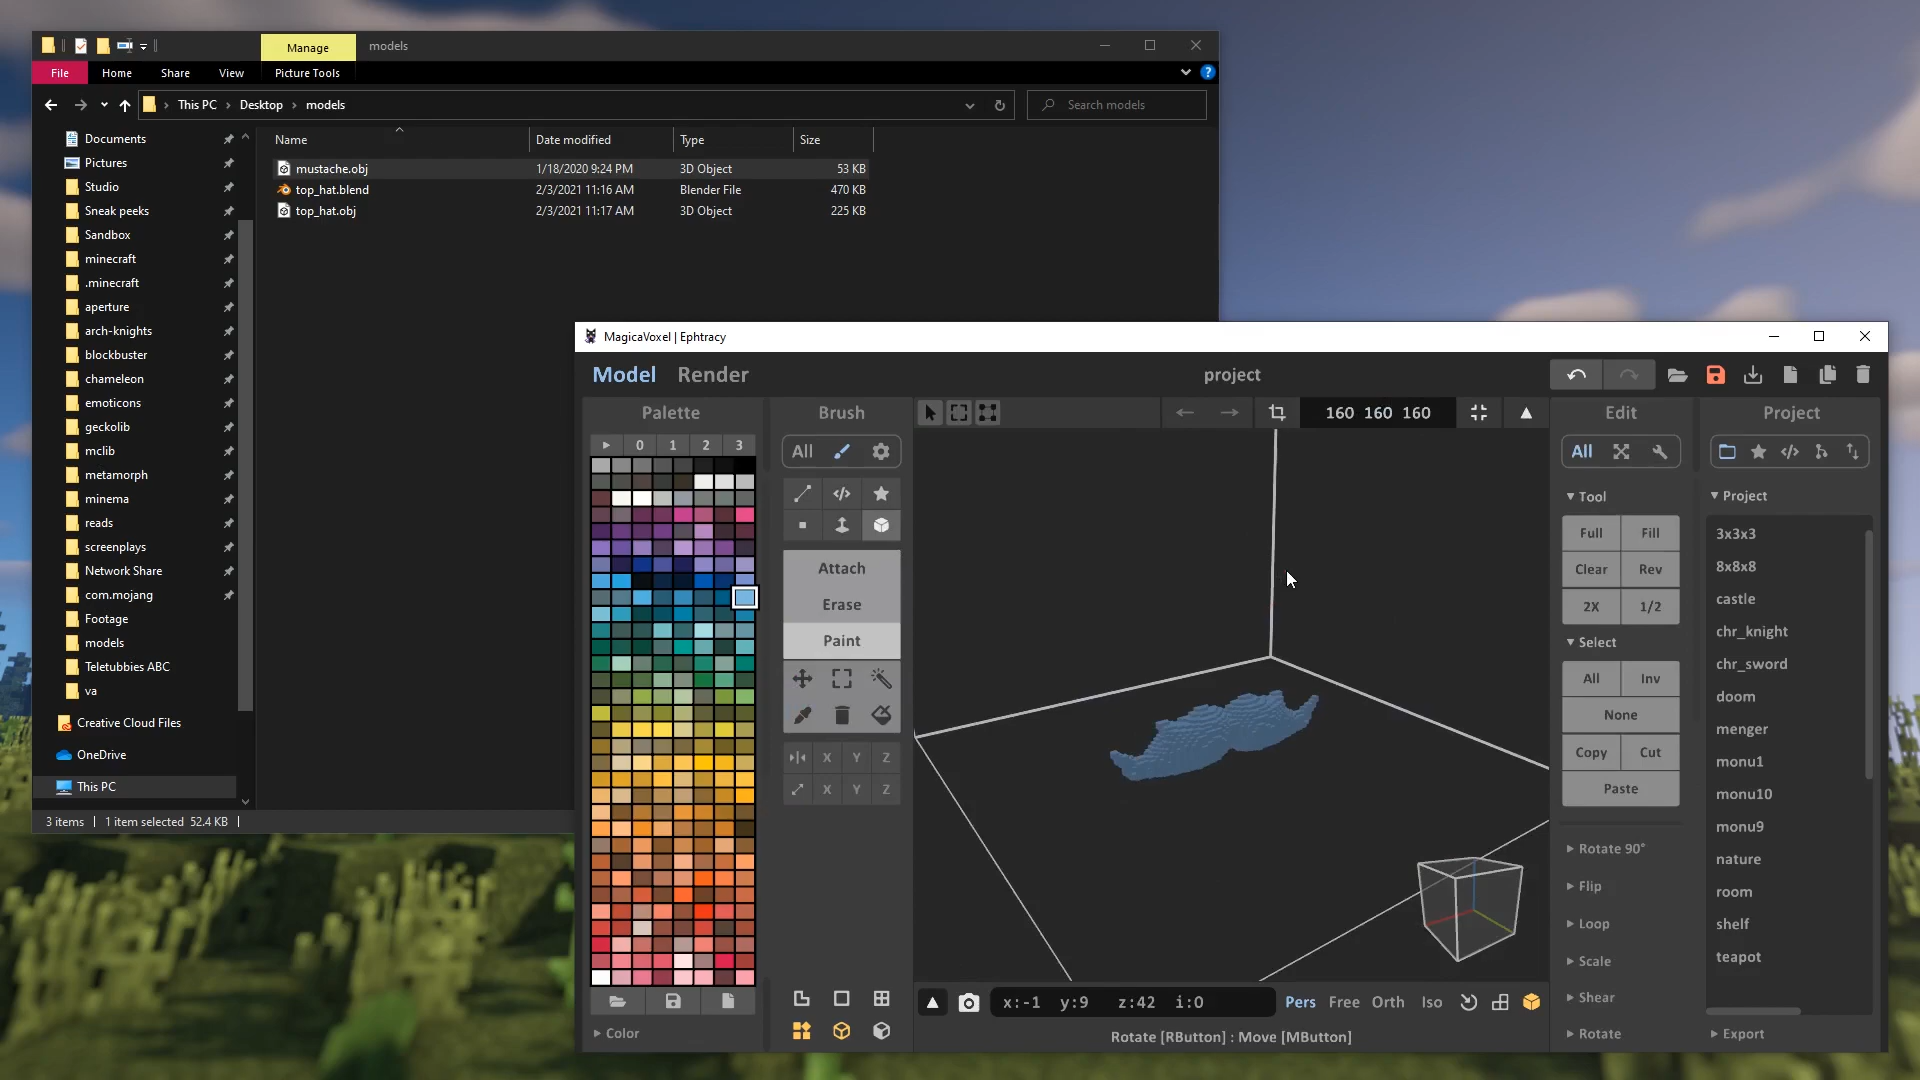 Manage
models
File
Home
Share
View
Picture Tools
?
This PC
Desktop
models
Search models
Name
Date modified
Type
Size
mustache.obj
1/18/2020 9:24 PM
3D Object
53 KB
top_hat.blend
2/3/2021 11:16 AM
Blender File
470 KB
top_hat.obj
2/3/2021 11:17 AM
3D Object
225 KB
Documents
Pictures
Studio
Sneak peeks
Sandbox
minecraft
.minecraft
aperture
arch-knights
blockbuster
chameleon
emoticons
geckolib
mclib
metamorph
minema
reads
screenplays
Network Share
com.mojang
Footage
models
Teletubbies ABC
va
Creative Cloud Files
OneDrive
This PC
3 items
1 item selected 52.4 KB
MagicaVoxel | Ephtracy
Model
Render
project
Palette
0
1
2
3
Color
Brush
All
Attach
Erase
Paint
X
Y
Z
X
Y
Z
160 160 160
x:-1 y:9 z:42 i:0
Pers
Free
Orth
Iso
Rotate [RButton] : Move [MButton]
Edit
All
Tool
Full
Fill
Clear
Rev
2X
1/2
Select
All
Inv
None
Copy
Cut
Paste
Rotate 90°
Flip
Loop
Scale
Shear
Rotate
Project
Project
3x3x3
8x8x8
castle
chr_knight
chr_sword
doom
menger
monu1
monu10
monu9
nature
room
shelf
teapot
Export